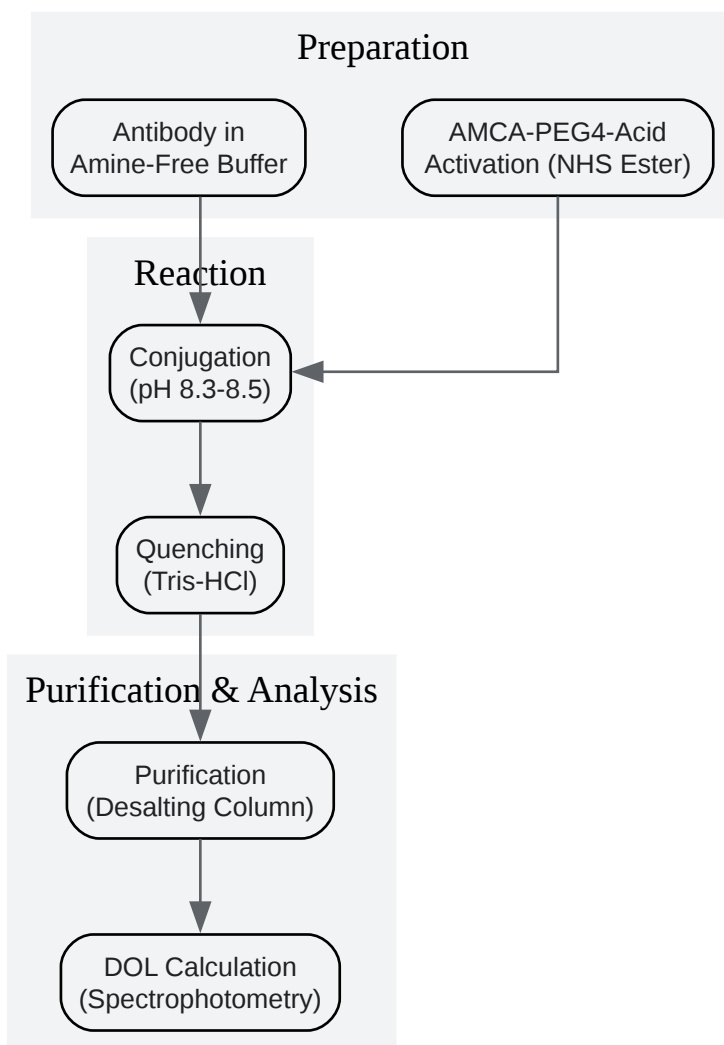 Preparation
Antibody in
Amine-Free Buffer
AMCA-PEG4-Acid
Activation (NHS Ester)
Reaction
Conjugation
(pH 8.3-8.5)
Quenching
(Tris-HCl)
Purification & Analysis
Purification
(Desalting Column)
DOL Calculation
(Spectrophotometry)